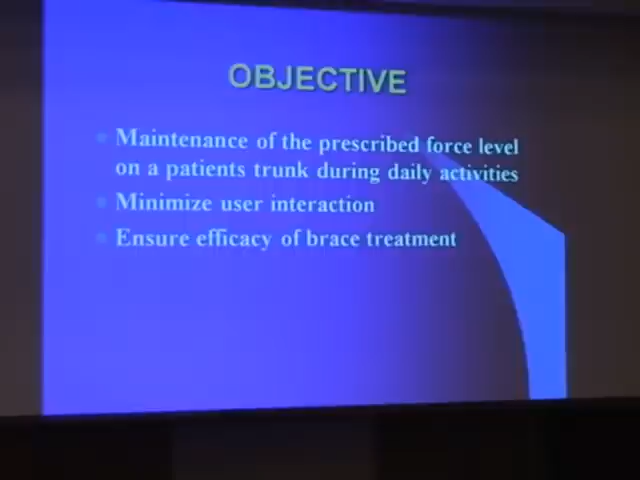 OBJECTIVE
Maintenance of the prescribed force level
on a patients trunk during daily activities
Minimize user interaction
Ensure efficacy of brace treatment